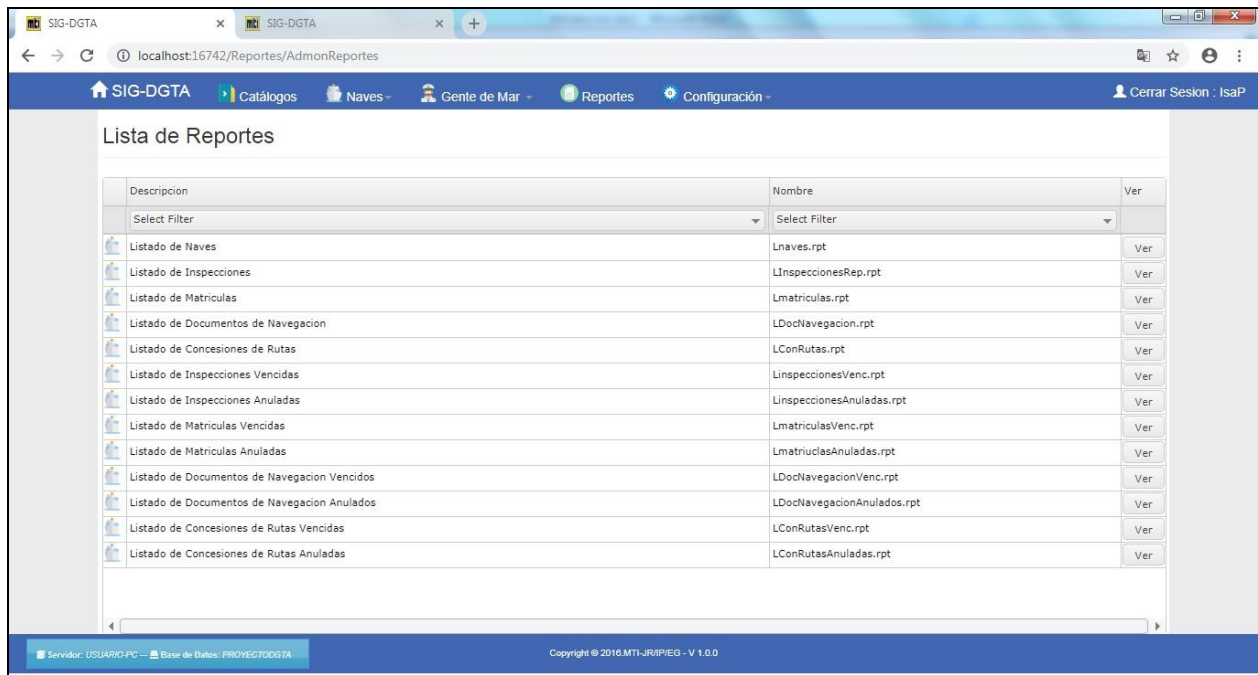 SIG-DGTA
SIG-DGTA
localhost:16742/Reportes/AdmonReportes
SIG-DGTA Catálogos Naves Gente de Mar Reportes Configuración Cerrar Sesion : IsaP
Lista de Reportes
Descripcion Nombre Ver
Select Filter Select Filter
Listado de Naves Lnaves.rpt Ver
Listado de Inspecciones LInspeccionesRep.rpt Ver
Listado de Matriculas Lmatriculas.rpt Ver
Listado de Documentos de Navegacion LDocNavegacion.rpt Ver
Listado de Concesiones de Rutas LConRutas.rpt Ver
Listado de Inspecciones Vencidas LinspeccionesVenc.rpt Ver
Listado de Inspecciones Anuladas LinspeccionesAnuladas.rpt Ver
Listado de Matriculas Vencidas LmatriculasVenc.rpt Ver
Listado de Matriculas Anuladas LmatriuclasAnuladas.rpt Ver
Listado de Documentos de Navegacion Vencidos LDocNavegacionVenc.rpt Ver
Listado de Documentos de Navegacion Anulados LDocNavegacionAnulados.rpt Ver
Listado de Concesiones de Rutas Vencidas LConRutasVenc.rpt Ver
Listado de Concesiones de Rutas Anuladas LConRutasAnuladas.rpt Ver
Servidor: USUARIO-PC — Base de Datos: PROYECTODGTA Copyright © 2016.MTI-JR/IP/EG - V 1.0.0